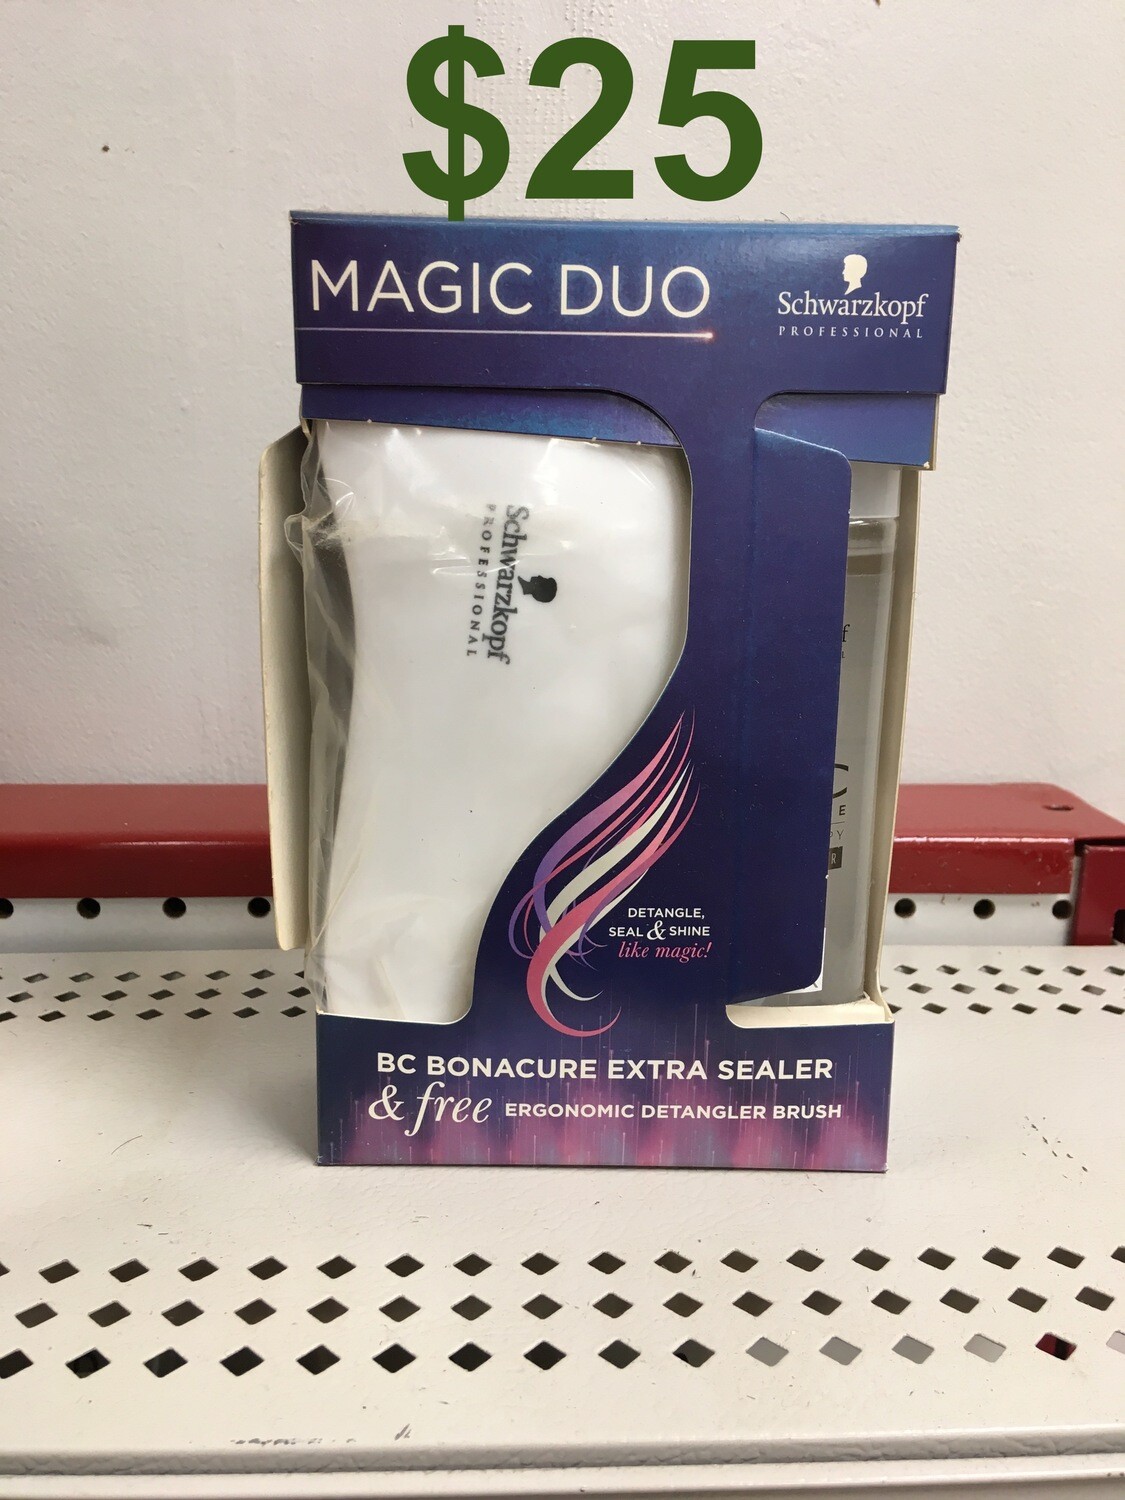 $25
MAGIC DUO
Schwarzkopf
PROFESSIONAL
Schwarzkopf
PROFESSIONAL
DETANGLE,
SEAL & SHINE
like magic!
BC BONACURE EXTRA SEALER
& free ERGONOMIC DETANGLER BRUSH